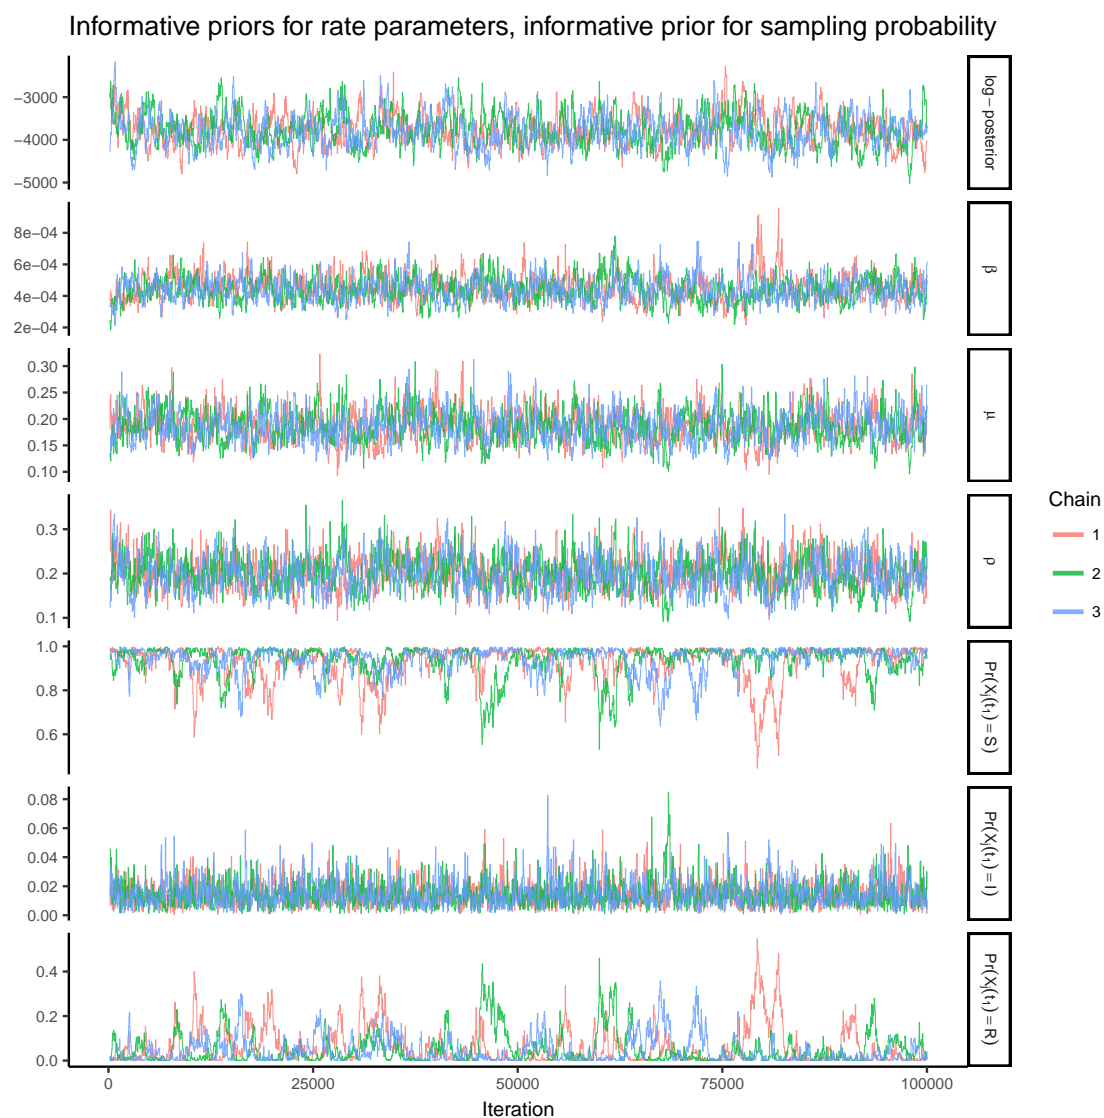 Informative priors for rate parameters, informative prior for sampling probability
−3000
−4000
−5000
log−posterior
8e−04
6e−04
4e−04
2e−04
β
0.30
0.25
0.20
0.15
0.10
μ
0.3
0.2
0.1
ρ
1.0
0.8
0.6
Pr(Xj(t1) = S)
0.08
0.06
0.04
0.02
0.00
Pr(Xj(t1) = I)
0.4
0.2
0.0
Pr(Xj(t1) = R)
0
25000
50000
75000
100000
Iteration
Chain
1
2
3